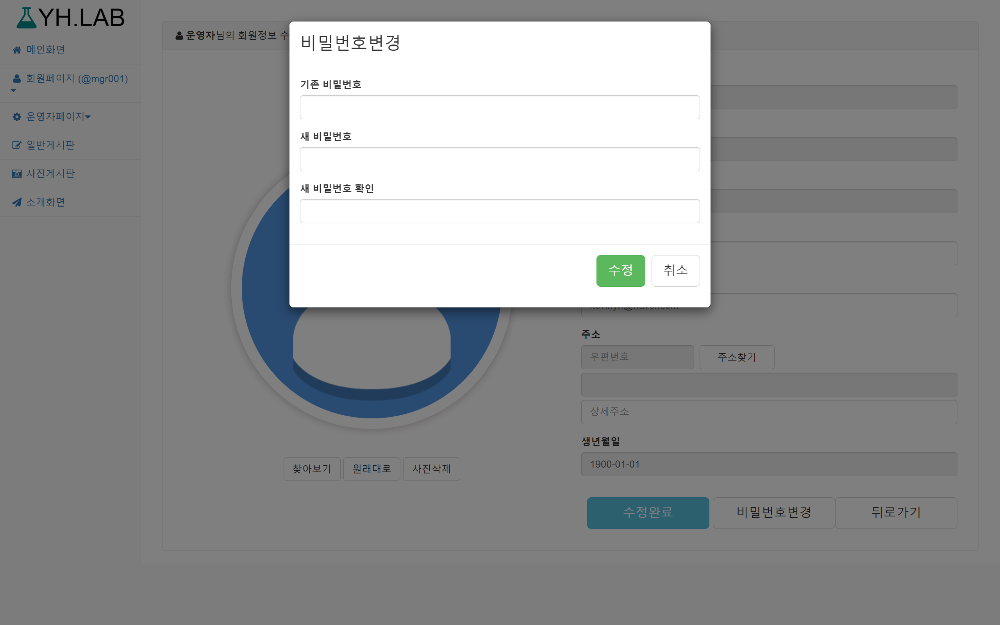 YH.LAB
메인화면
회원페이지 (@mgr001)
운영자페이지
일반게시판
사진게시판
소개화면
운영자님의 회원정보 수
비밀번호변경
기존 비밀번호
새 비밀번호
새 비밀번호 확인
수정 취소
주소
우편번호 주소찾기
상세주소
생년월일
1900-01-01
찾아보기 원래대로 사진삭제
수정완료 비밀번호변경 뒤로가기